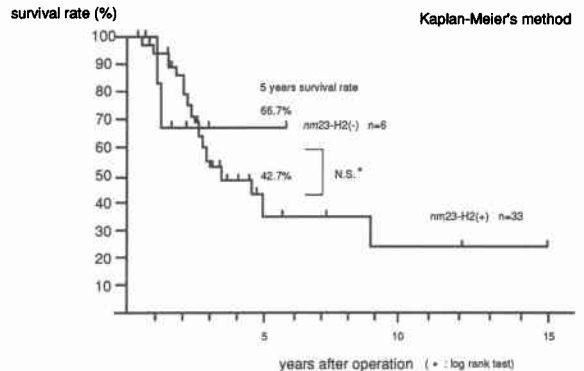 survival rate (%)
Kaplan-Meier's method
100
90
80
70
60
50
40
30
20
10
5 years survival rate
66.7%
nm23-H2(-) n=6
42.7%
N.S.*
nm23-H2(+) n=33
5
10
15
years after operation ( * : log rank test)